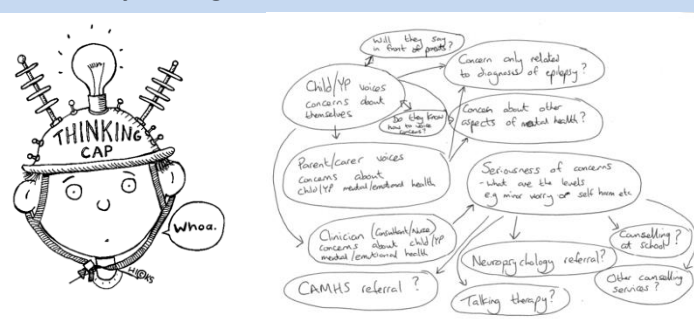 THINKING
CAP
Whoa.
Will they say
in front of parents?
Child/YP voices
concerns about
themselves
Concern only related
to diagnosis of epilepsy?
Do they know
how to voice
concerns?
Concern about other
aspects of mental health?
Parent/carer voices
concerns about
child/YP mental/emotional health
Seriousness of concerns
- what are the levels
e.g minor worry or self harm etc
Clinician (Consultant/Nurse)
concerns about child/YP
mental/emotional health
Counselling
at school?
Neuropsychology referral?
Other counselling
services?
CAMHS referral?
Talking therapy?